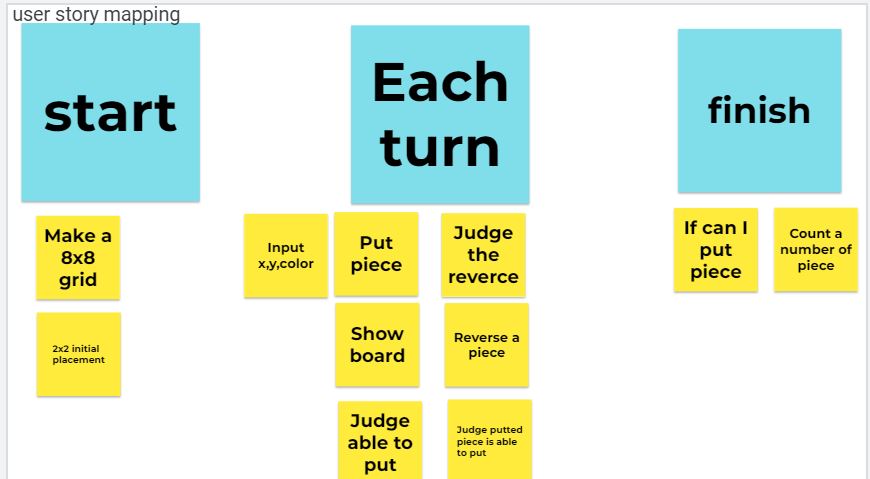 user story mapping
start
Each
turn
finish
Make a
8x8
grid
2x2 initial
placement
Input
x,y,color
Put
piece
Judge
the
reverce
Show
board
Reverse a
piece
Judge
able to
put
Judge putted
piece is able
to put
If can I
put
piece
Count a
number of
piece